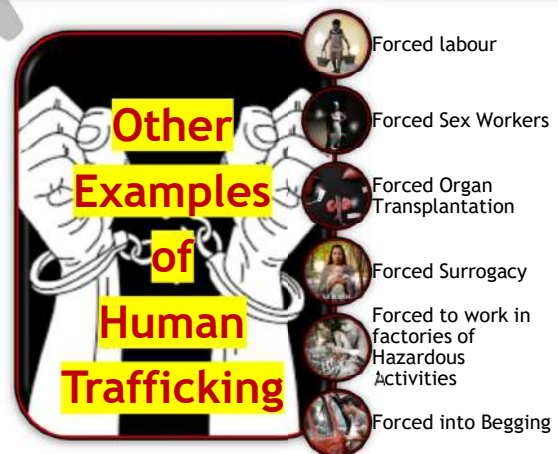 Other
Examples
of
Human
Trafficking
Forced labour
Forced Sex Workers
Forced Organ
Transplantation
Forced Surrogacy
Forced to work in
factories of
Hazardous
Activities
Forced into Begging